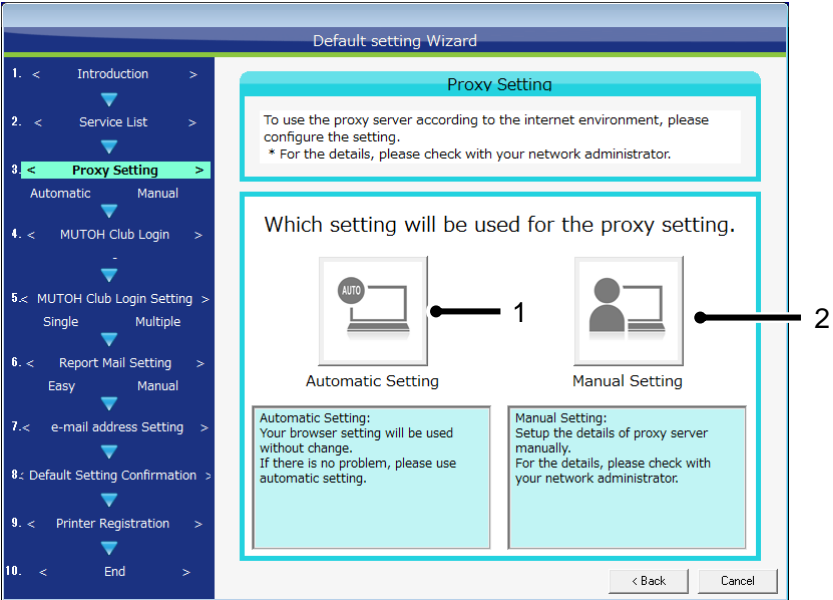 Default setting Wizard
1. < Introduction >
2. < Service List >
3. < Proxy Setting >
Automatic Manual
4. < MUTOH Club Login >
-
5.< MUTOH Club Login Setting >
Single Multiple
6. < Report Mail Setting >
Easy Manual
7.< e-mail address Setting >
8.< Default Setting Confirmation >
9. < Printer Registration >
10. < End >
Proxy Setting
To use the proxy server according to the internet environment, please
configure the setting.
* For the details, please check with your network administrator.
Which setting will be used for the proxy setting.
AUTO
1
2
Automatic Setting
Manual Setting
Automatic Setting:
Your browser setting will be used
without change.
If there is no problem, please use
automatic setting.
Manual Setting:
Setup the details of proxy server
manually.
For the details, please check with
your network administrator.
< Back
Cancel